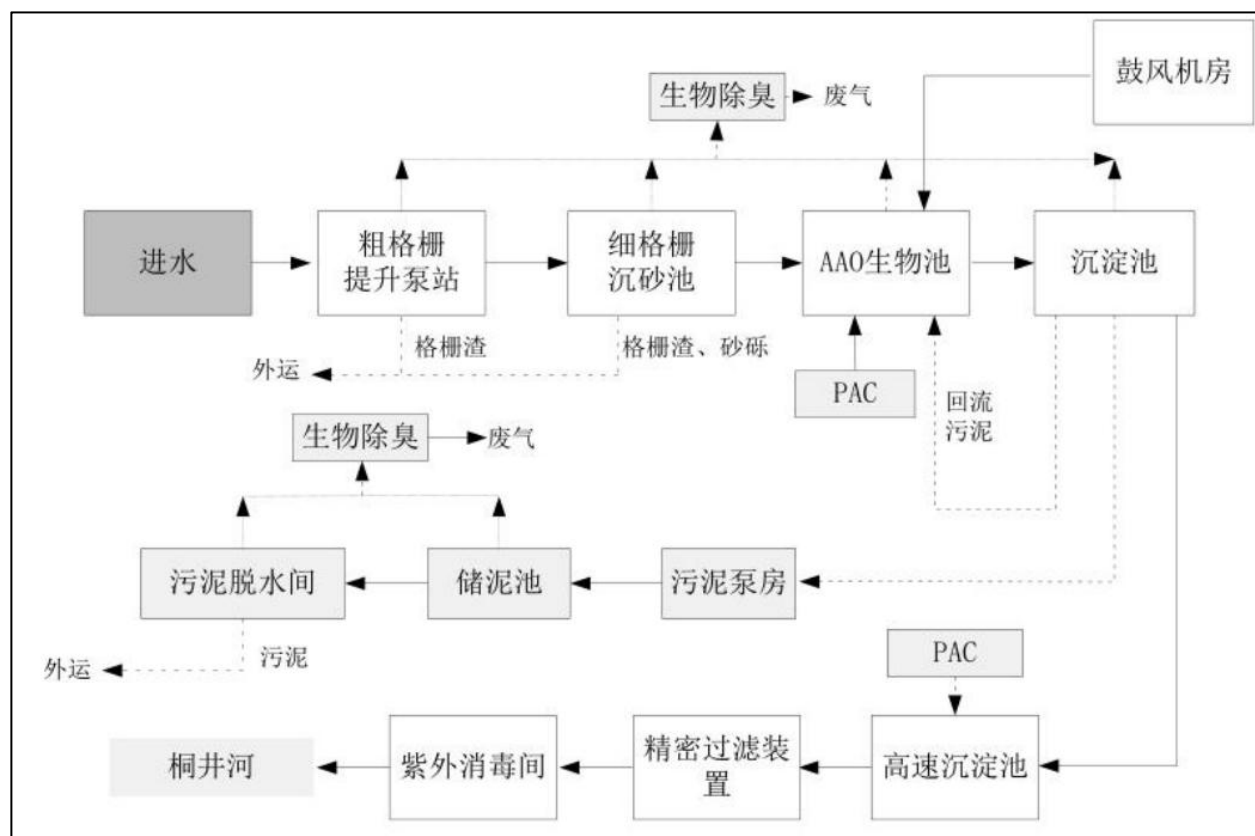 鼓风机房
生物除臭
废气
进水
粗格栅
提升泵站
细格栅
沉砂池
AAO生物池
沉淀池
格栅渣
格栅渣、砂砾
外运
PAC
回流
污泥
生物除臭
废气
污泥脱水间
储泥池
污泥泵房
污泥
外运
PAC
桐井河
紫外消毒间
精密过滤装
置
高速沉淀池